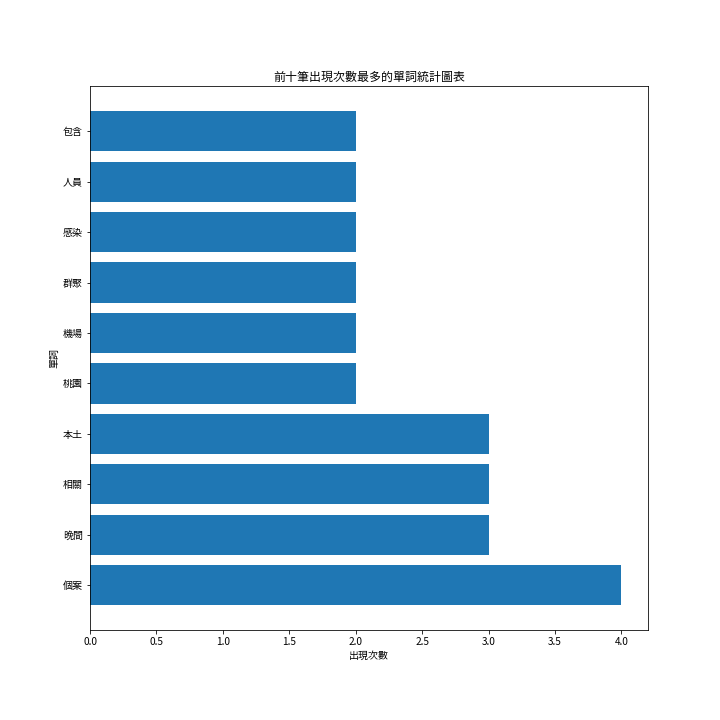 前十筆出現次數最多的單詞統計圖表
包含
人員
感染
群聚
機場
單詞
桃園
本土
相關
晚間
個案
0.0 0.5 1.0 1.5 2.0 2.5 3.0 3.5 4.0
出現次數